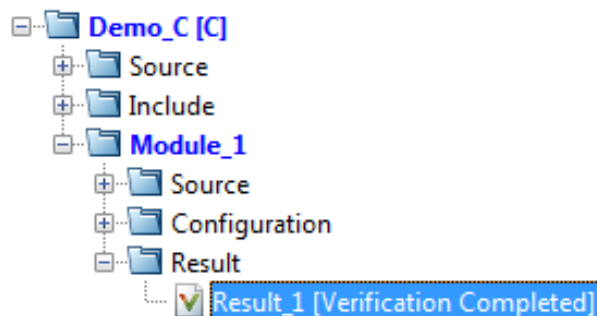 Demo_C [C]
Source
Include
Module_1
Source
Configuration
Result
Result_1 [Verification Completed]